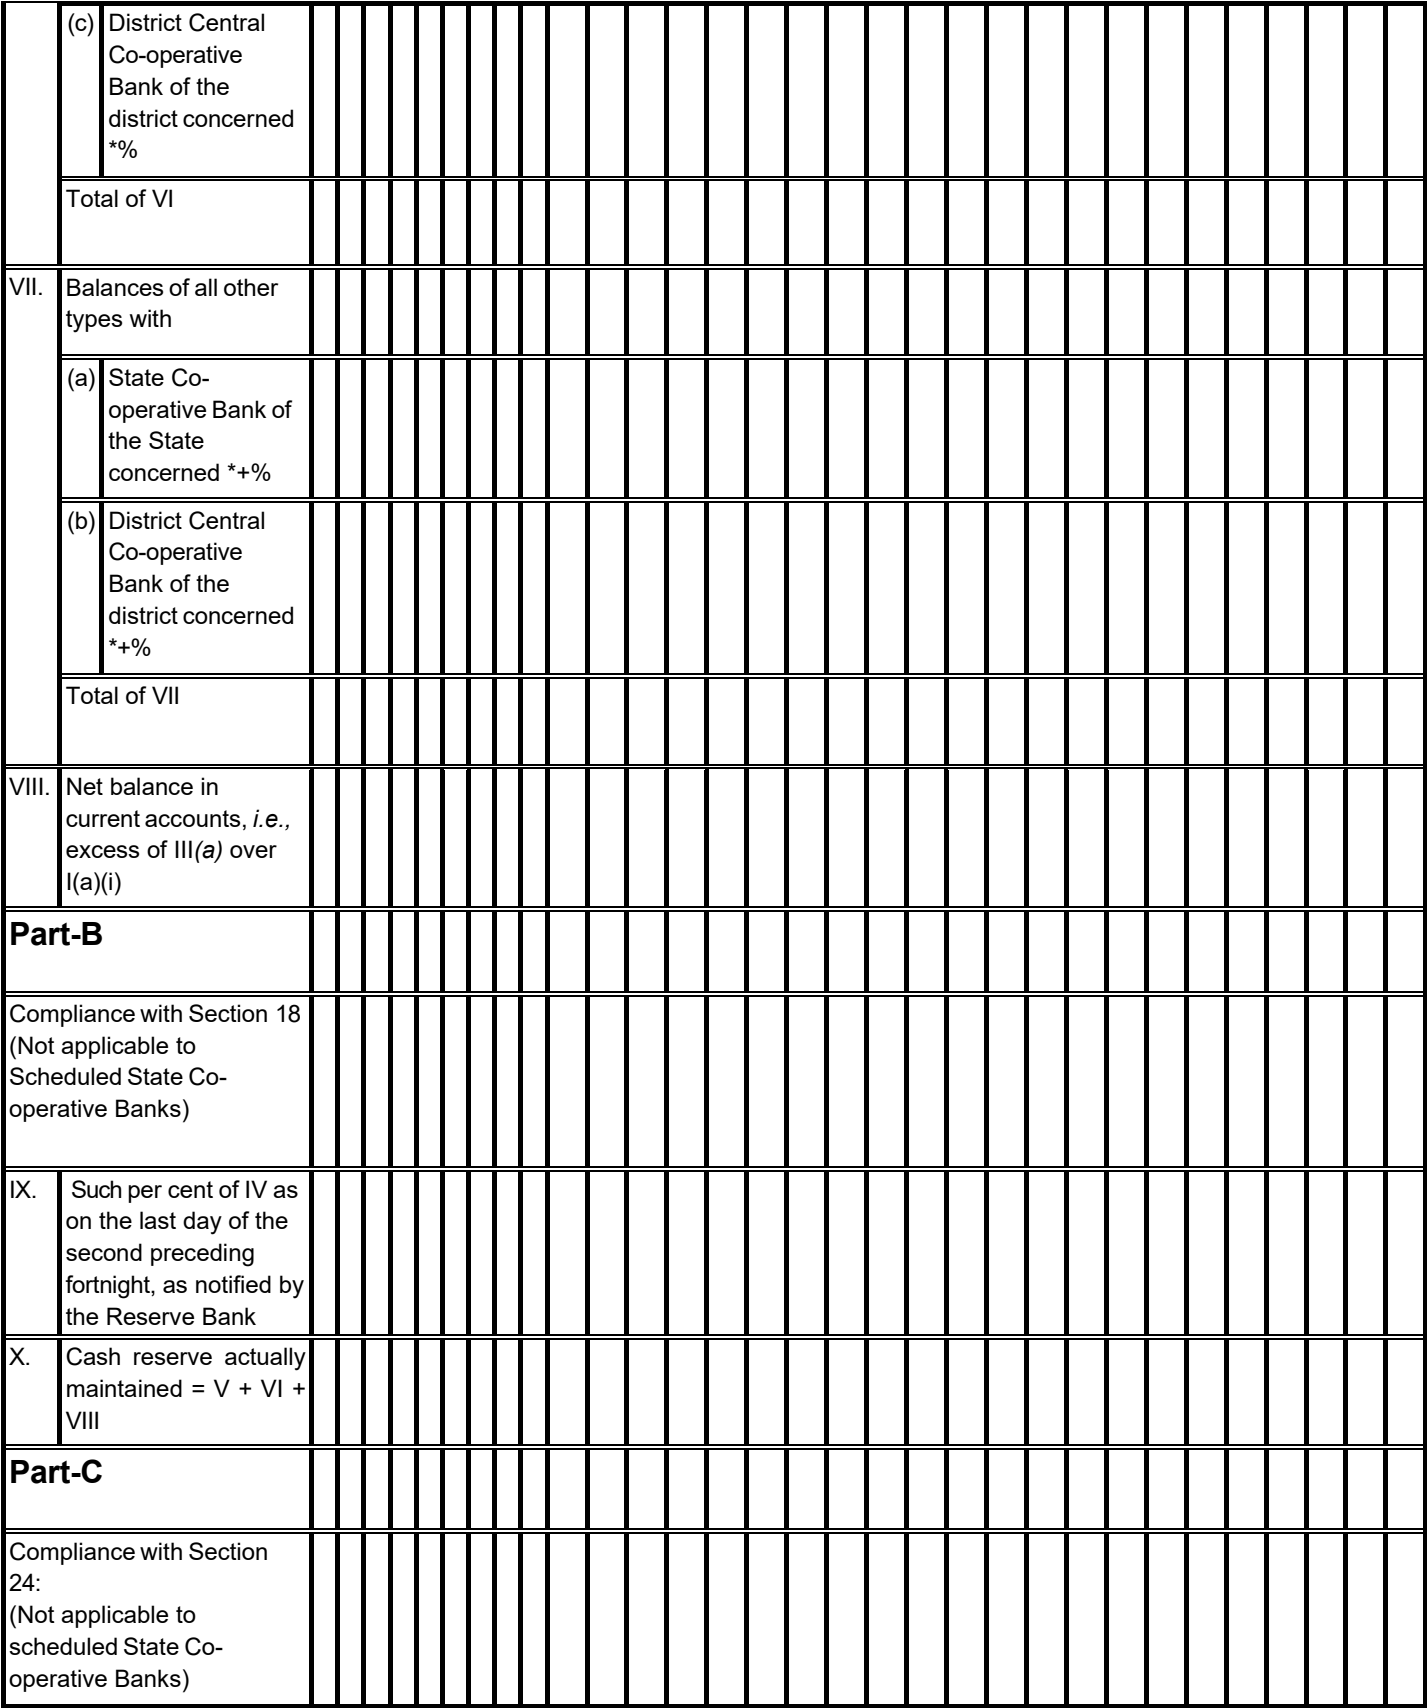 (c) District Central
Co-operative
Bank of the
district concerned
*%
Total of VI
VII. Balances of all other
types with
(a) State Co-
operative Bank of
the State
concerned *+%
(b) District Central
Co-operative
Bank of the
district concerned
*+%
Total of VII
VIII. Net balance in
current accounts, i.e.,
excess of III(a) over
I(a)(i)
Part-B
Compliance with Section 18
(Not applicable to
Scheduled State Co-
operative Banks)
IX. Such per cent of IV as
on the last day of the
second preceding
fortnight, as notified by
the Reserve Bank
X. Cash reserve actually
maintained = V + VI +
VIII
Part-C
Compliance with Section
24:
(Not applicable to
scheduled State Co-
operative Banks)